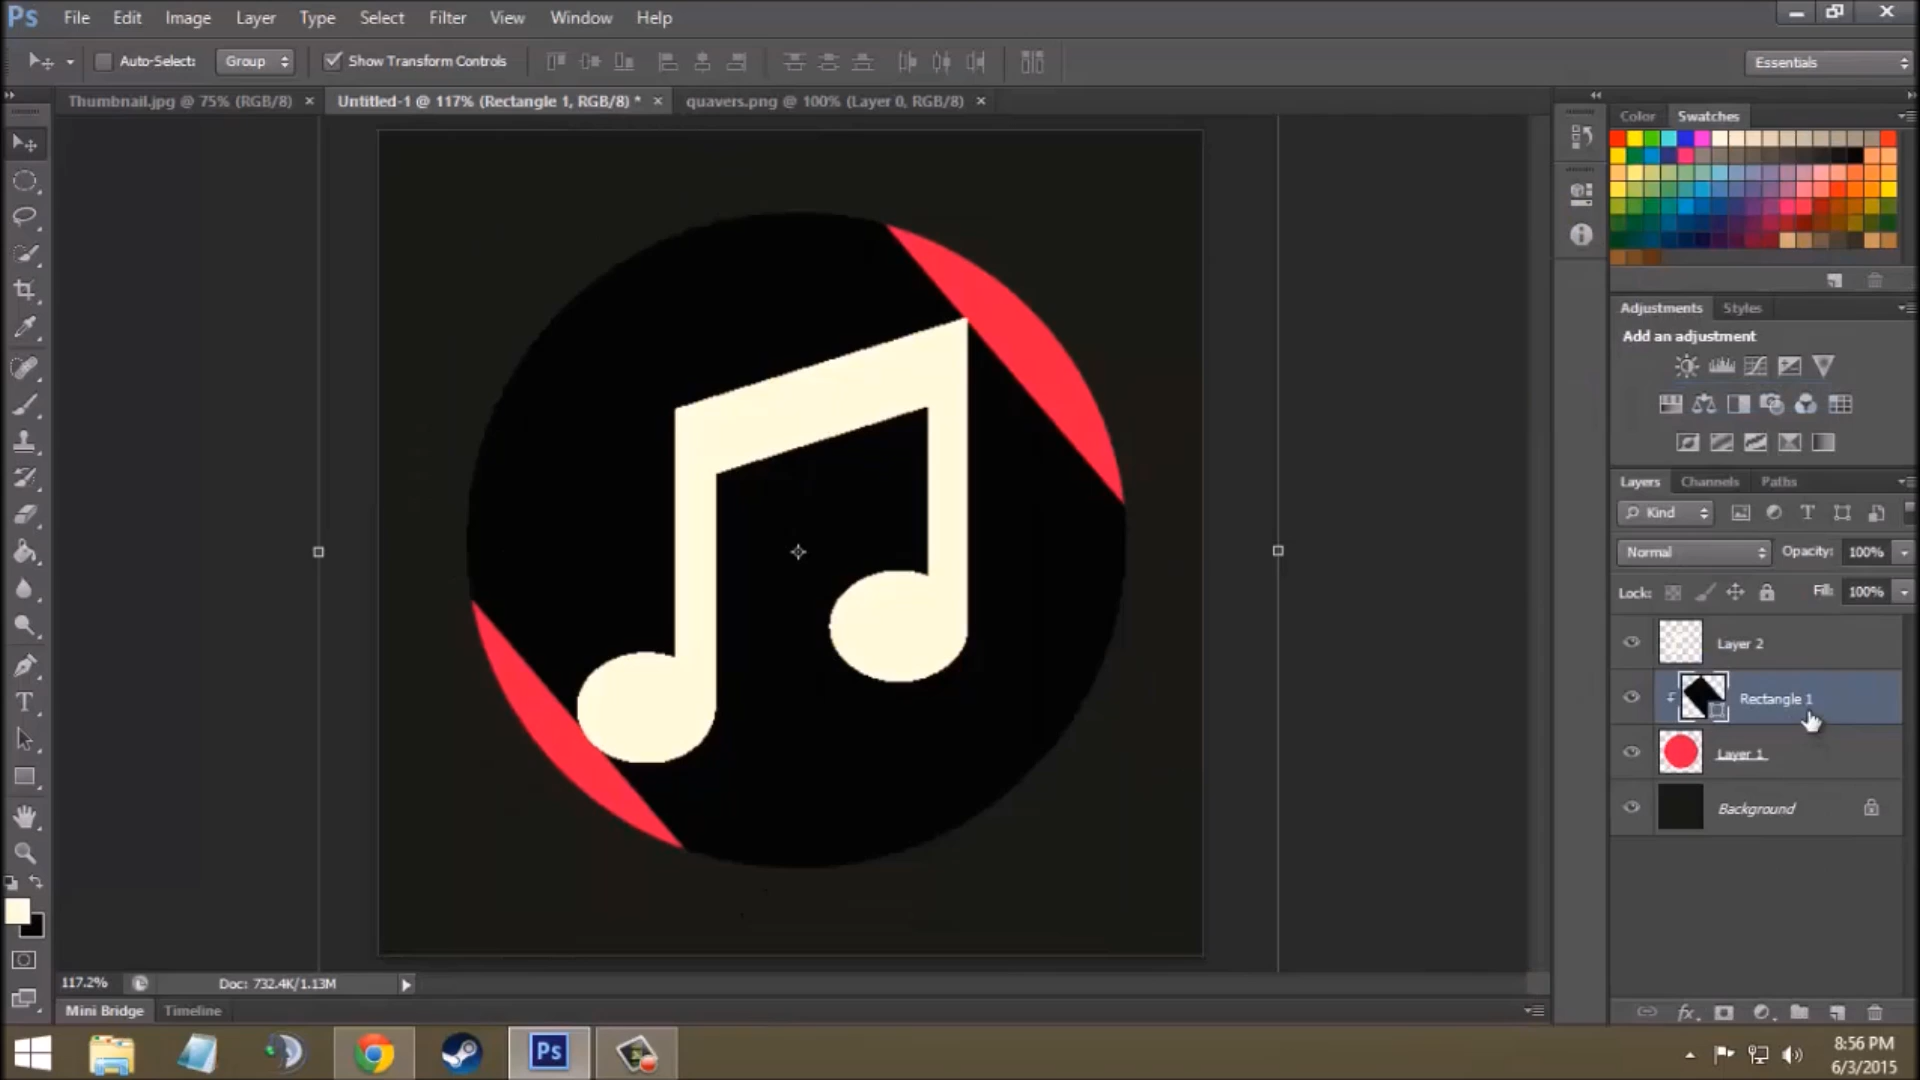 Ps File Edit Image Layer Type Select Filter View Window Help
Auto-Select: Group Show Transform Controls Essentials
Thumbnail.jpg @ 75% (RGB/8) × Untitled-1 @ 117% (Rectangle 1, RGB/8) * × quavers.png @ 100% (Layer 0, RGB/8) ×
Color Swatches
Adjustments Styles
Add an adjustment
Layers Channels Paths
Kind
Normal Opacity: 100%
Lock: Fill: 100%
Layer 2
Rectangle 1
Layer 1
Background
117.2% Doc: 732.4K/1.13M
Mini Bridge Timeline
Ps
8:56 PM
6/3/2015